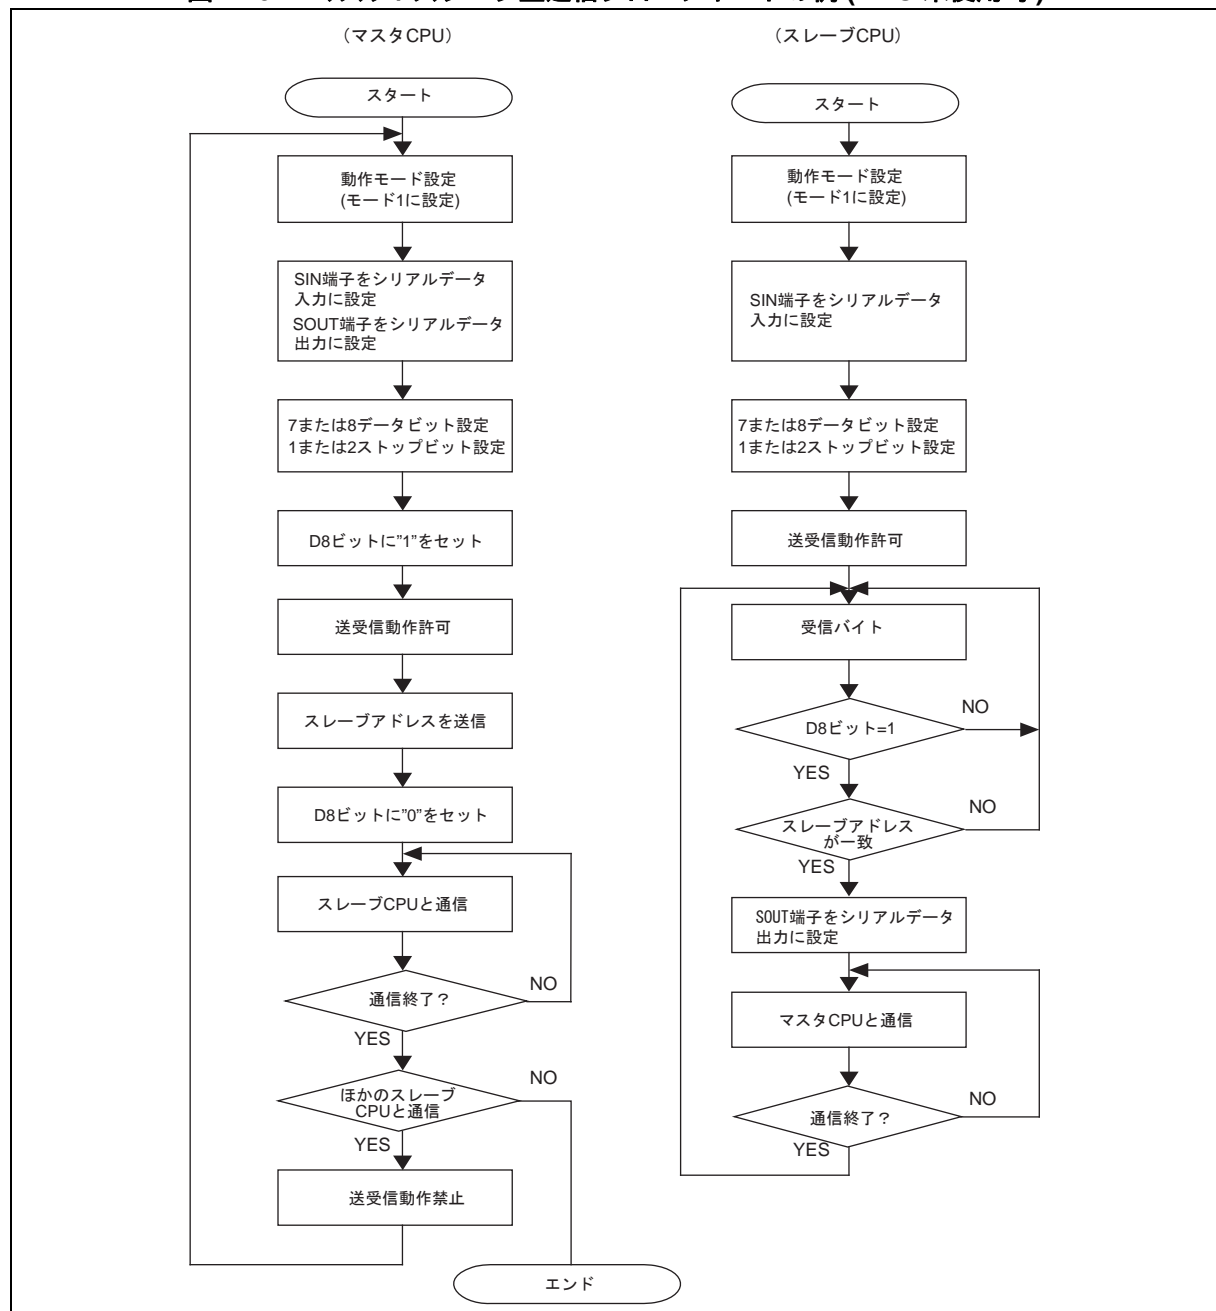 (マスタCPU)
スタート
動作モード設定
(モード1に設定)
SIN端子をシリアルデータ
入力に設定
SOUT端子をシリアルデータ
出力に設定
7または8データビット設定
1または2ストップビット設定
D8ビットに”1”をセット
送受信動作許可
スレーブアドレスを送信
D8ビットに”0”をセット
スレーブCPUと通信
通信終了?
NO
YES
ほかのスレーブ
CPUと通信
NO
YES
送受信動作禁止
エンド
(スレーブCPU)
スタート
動作モード設定
(モード1に設定)
SIN端子をシリアルデータ
入力に設定
7または8データビット設定
1または2ストップビット設定
送受信動作許可
受信バイト
D8ビット=1
NO
YES
スレーブアドレス
が一致
NO
YES
SOUT端子をシリアルデータ
出力に設定
マスタCPUと通信
通信終了?
NO
YES